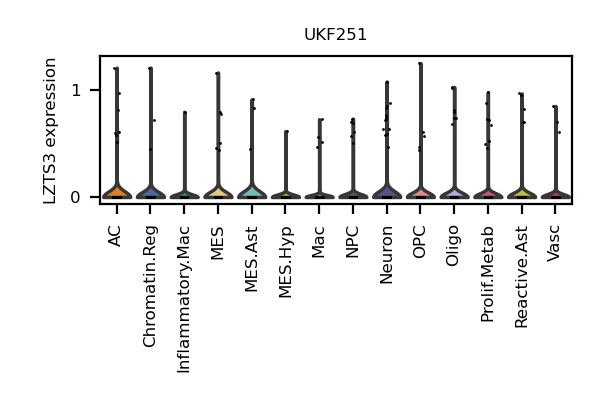 UKF251
LZTS3 expression
1
0
AC
Chromatin.Reg
Inflammatory.Mac
MES
MES.Ast
MES.Hyp
Mac
NPC
Neuron
OPC
Oligo
Prolif.Metab
Reactive.Ast
Vasc